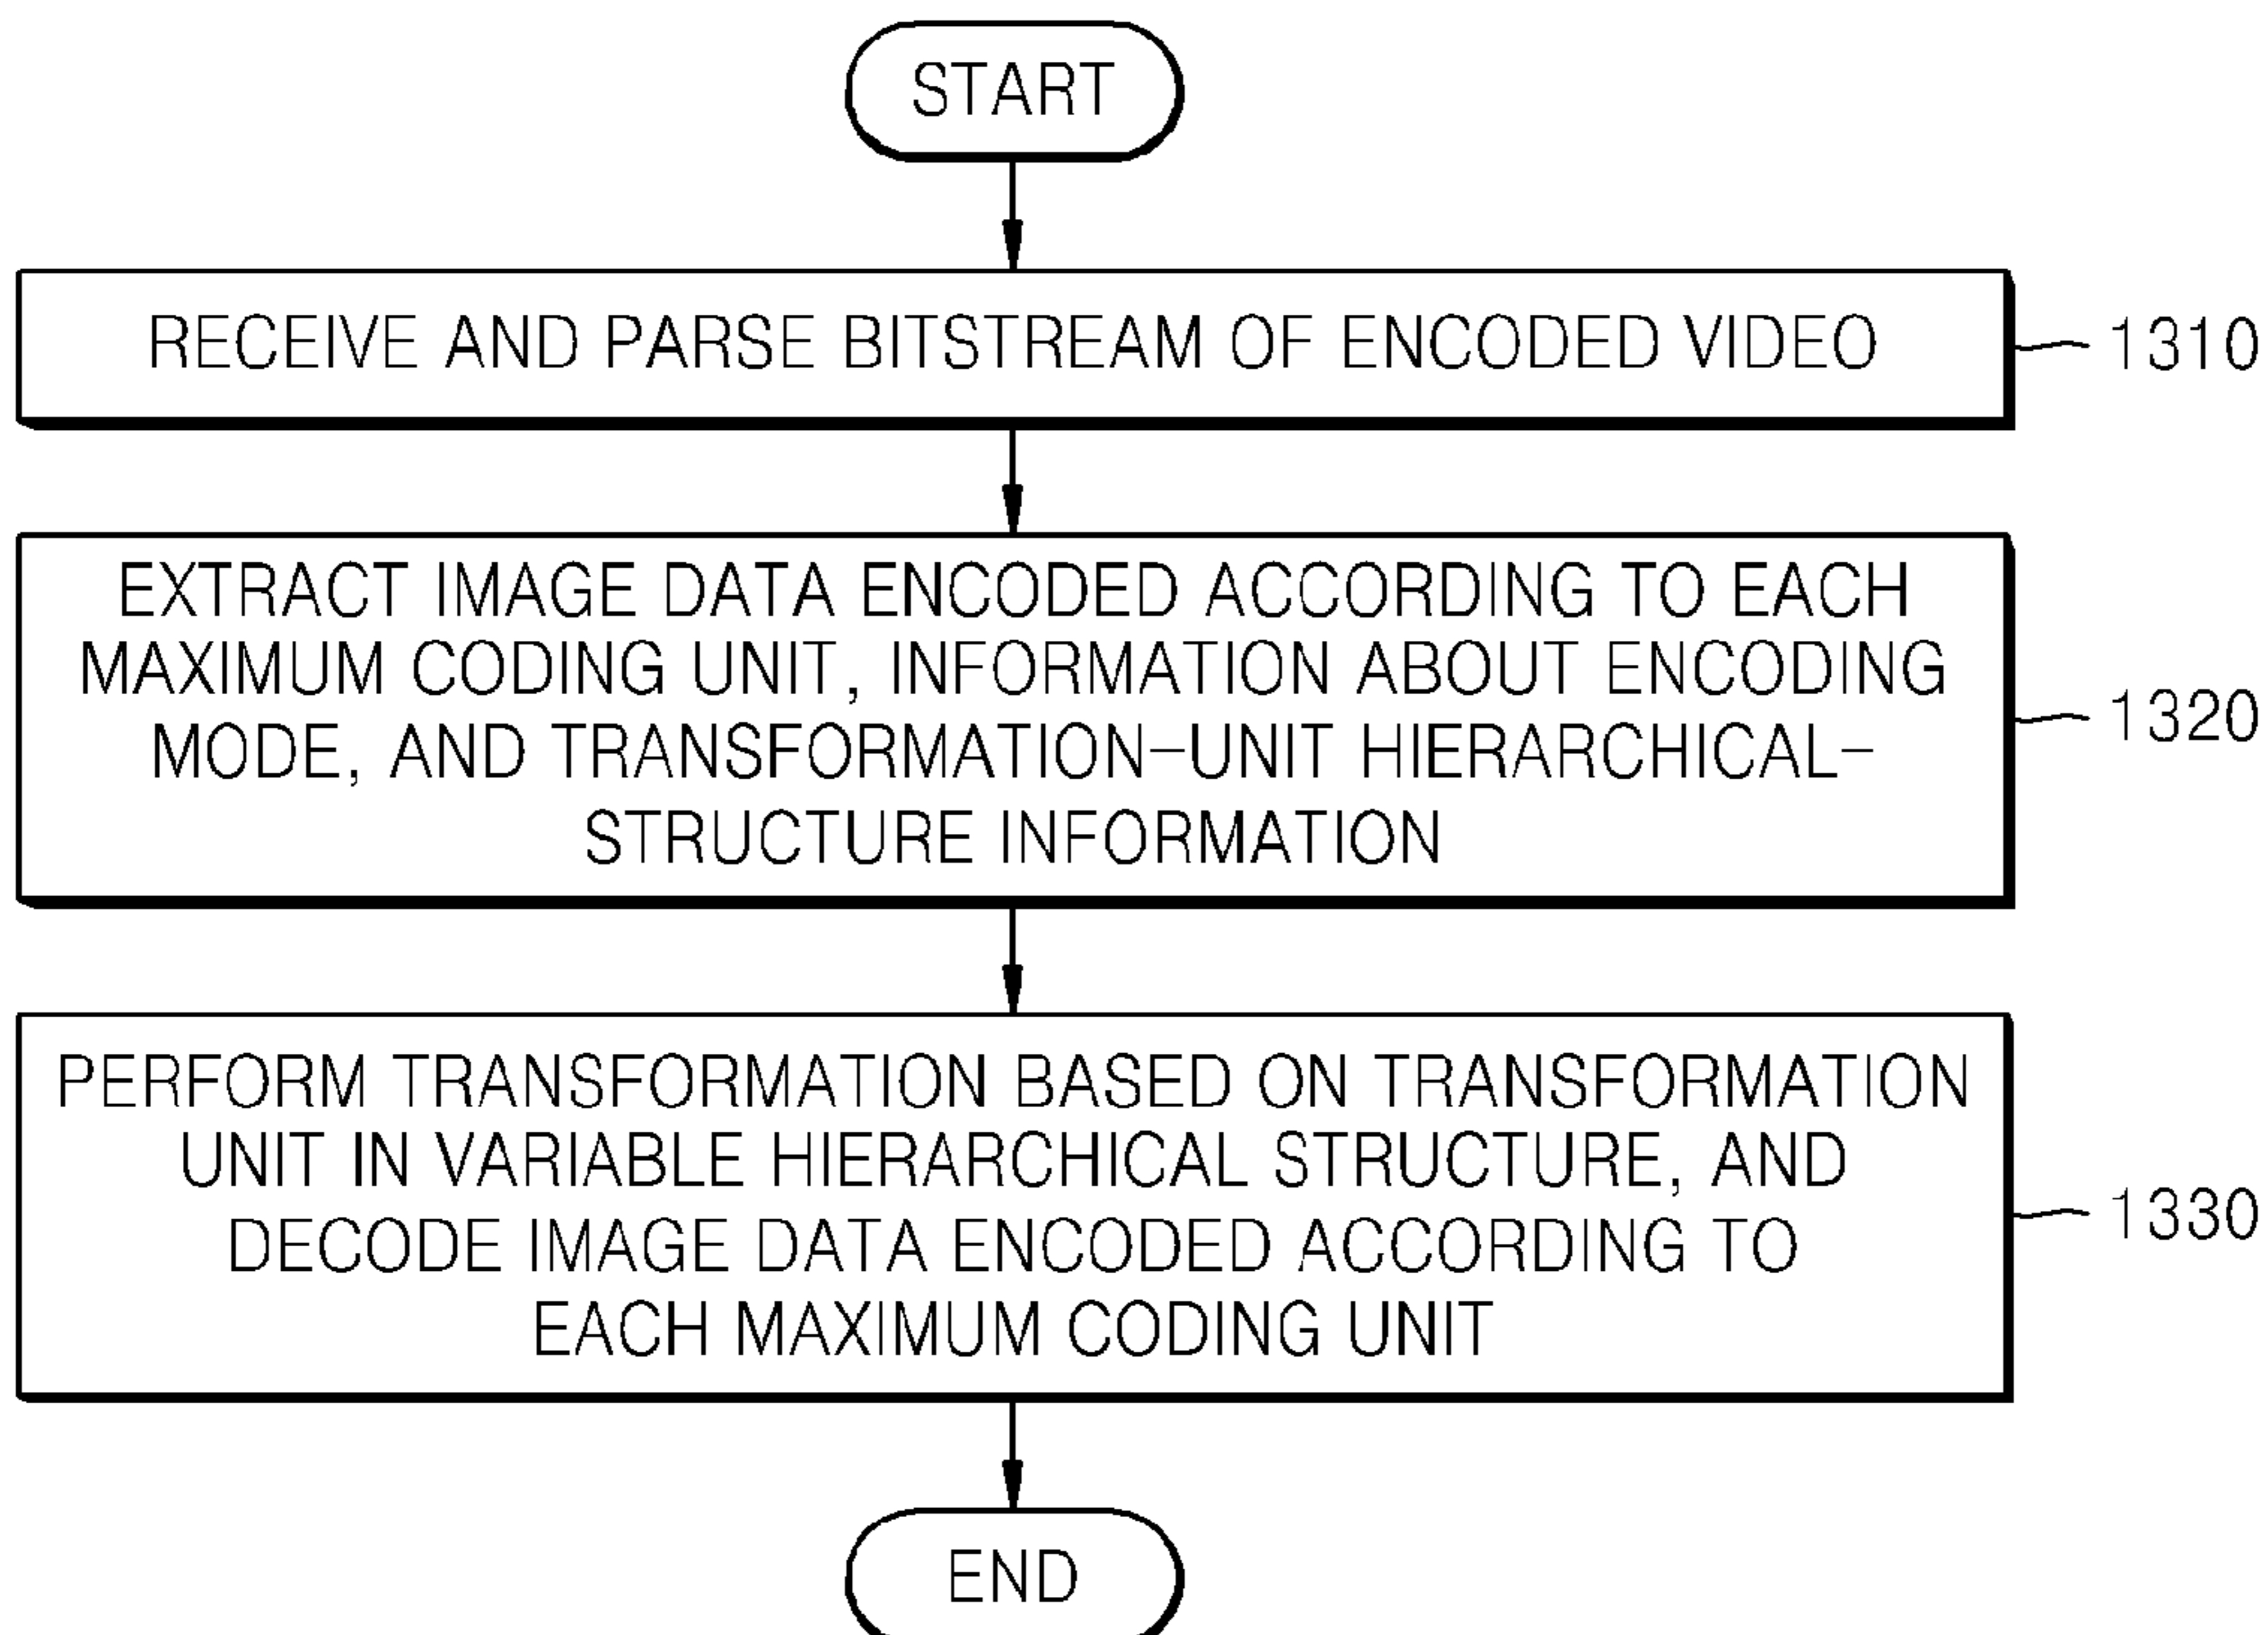 START
RECEIVE AND PARSE BITSTREAM OF ENCODED VIDEO
1310
EXTRACT IMAGE DATA ENCODED ACCORDING TO EACH
MAXIMUM CODING UNIT, INFORMATION ABOUT ENCODING
MODE, AND TRANSFORMATION-UNIT HIERARCHICAL-
STRUCTURE INFORMATION
1320
PERFORM TRANSFORMATION BASED ON TRANSFORMATION
UNIT IN VARIABLE HIERARCHICAL STRUCTURE, AND
DECODE IMAGE DATA ENCODED ACCORDING TO
EACH MAXIMUM CODING UNIT
1330
END